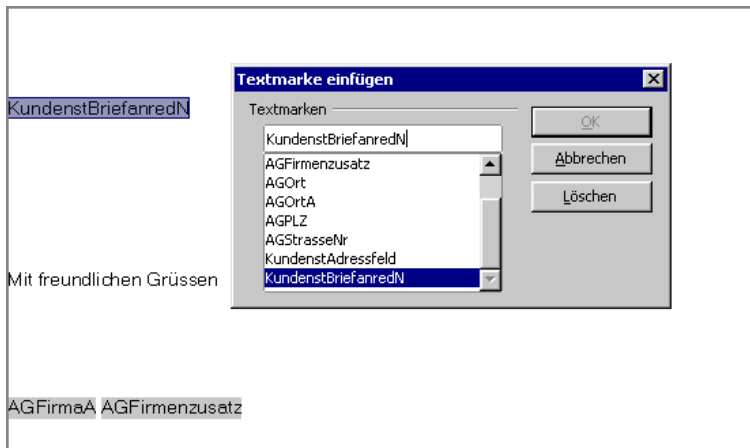 KundenstBriefanredN
Textmarke einfügen
Textmarken
KundenstBriefanredN
AGFirmenzusatz
AGOrt
AGOrtA
AGPLZ
AGStrasseNr
KundenstAdressfeld
KundenstBriefanredN
OK
Abbrechen
Löschen
Mit freundlichen Grüssen
AGFirmaA AGFirmenzusatz